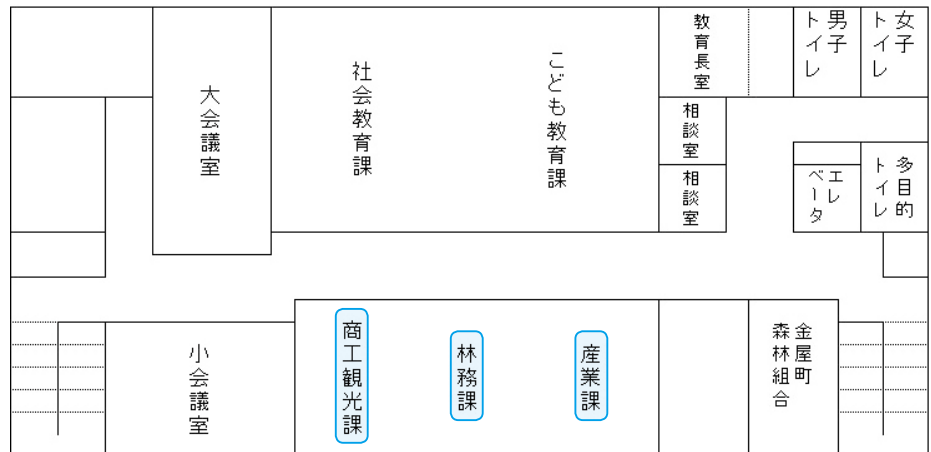 大会議室
社会教育課
こども教育課
教育長室
男子
トイレ
女子
トイレ
相談室
相談室
エレ
ベータ
多目的
トイレ
小会議室
商工観光課
林務課
産業課
金屋町
森林組合